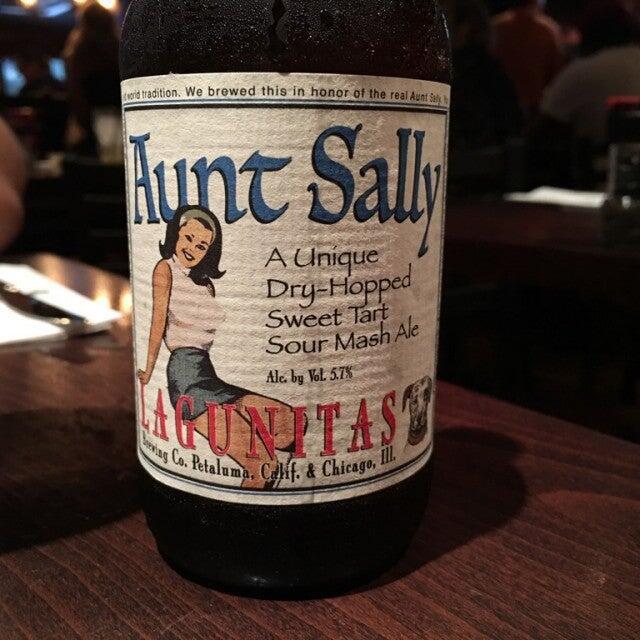 world tradition. We brewed this in honor of the real Aunt Sally.
Aunt Sally
A Unique
Dry-Hopped
Sweet Tart
Sour Mash Ale
Alc. by Vol. 5.7%
LAGUNITAS
Brewing Co. Petaluma, Calif. & Chicago, Ill.